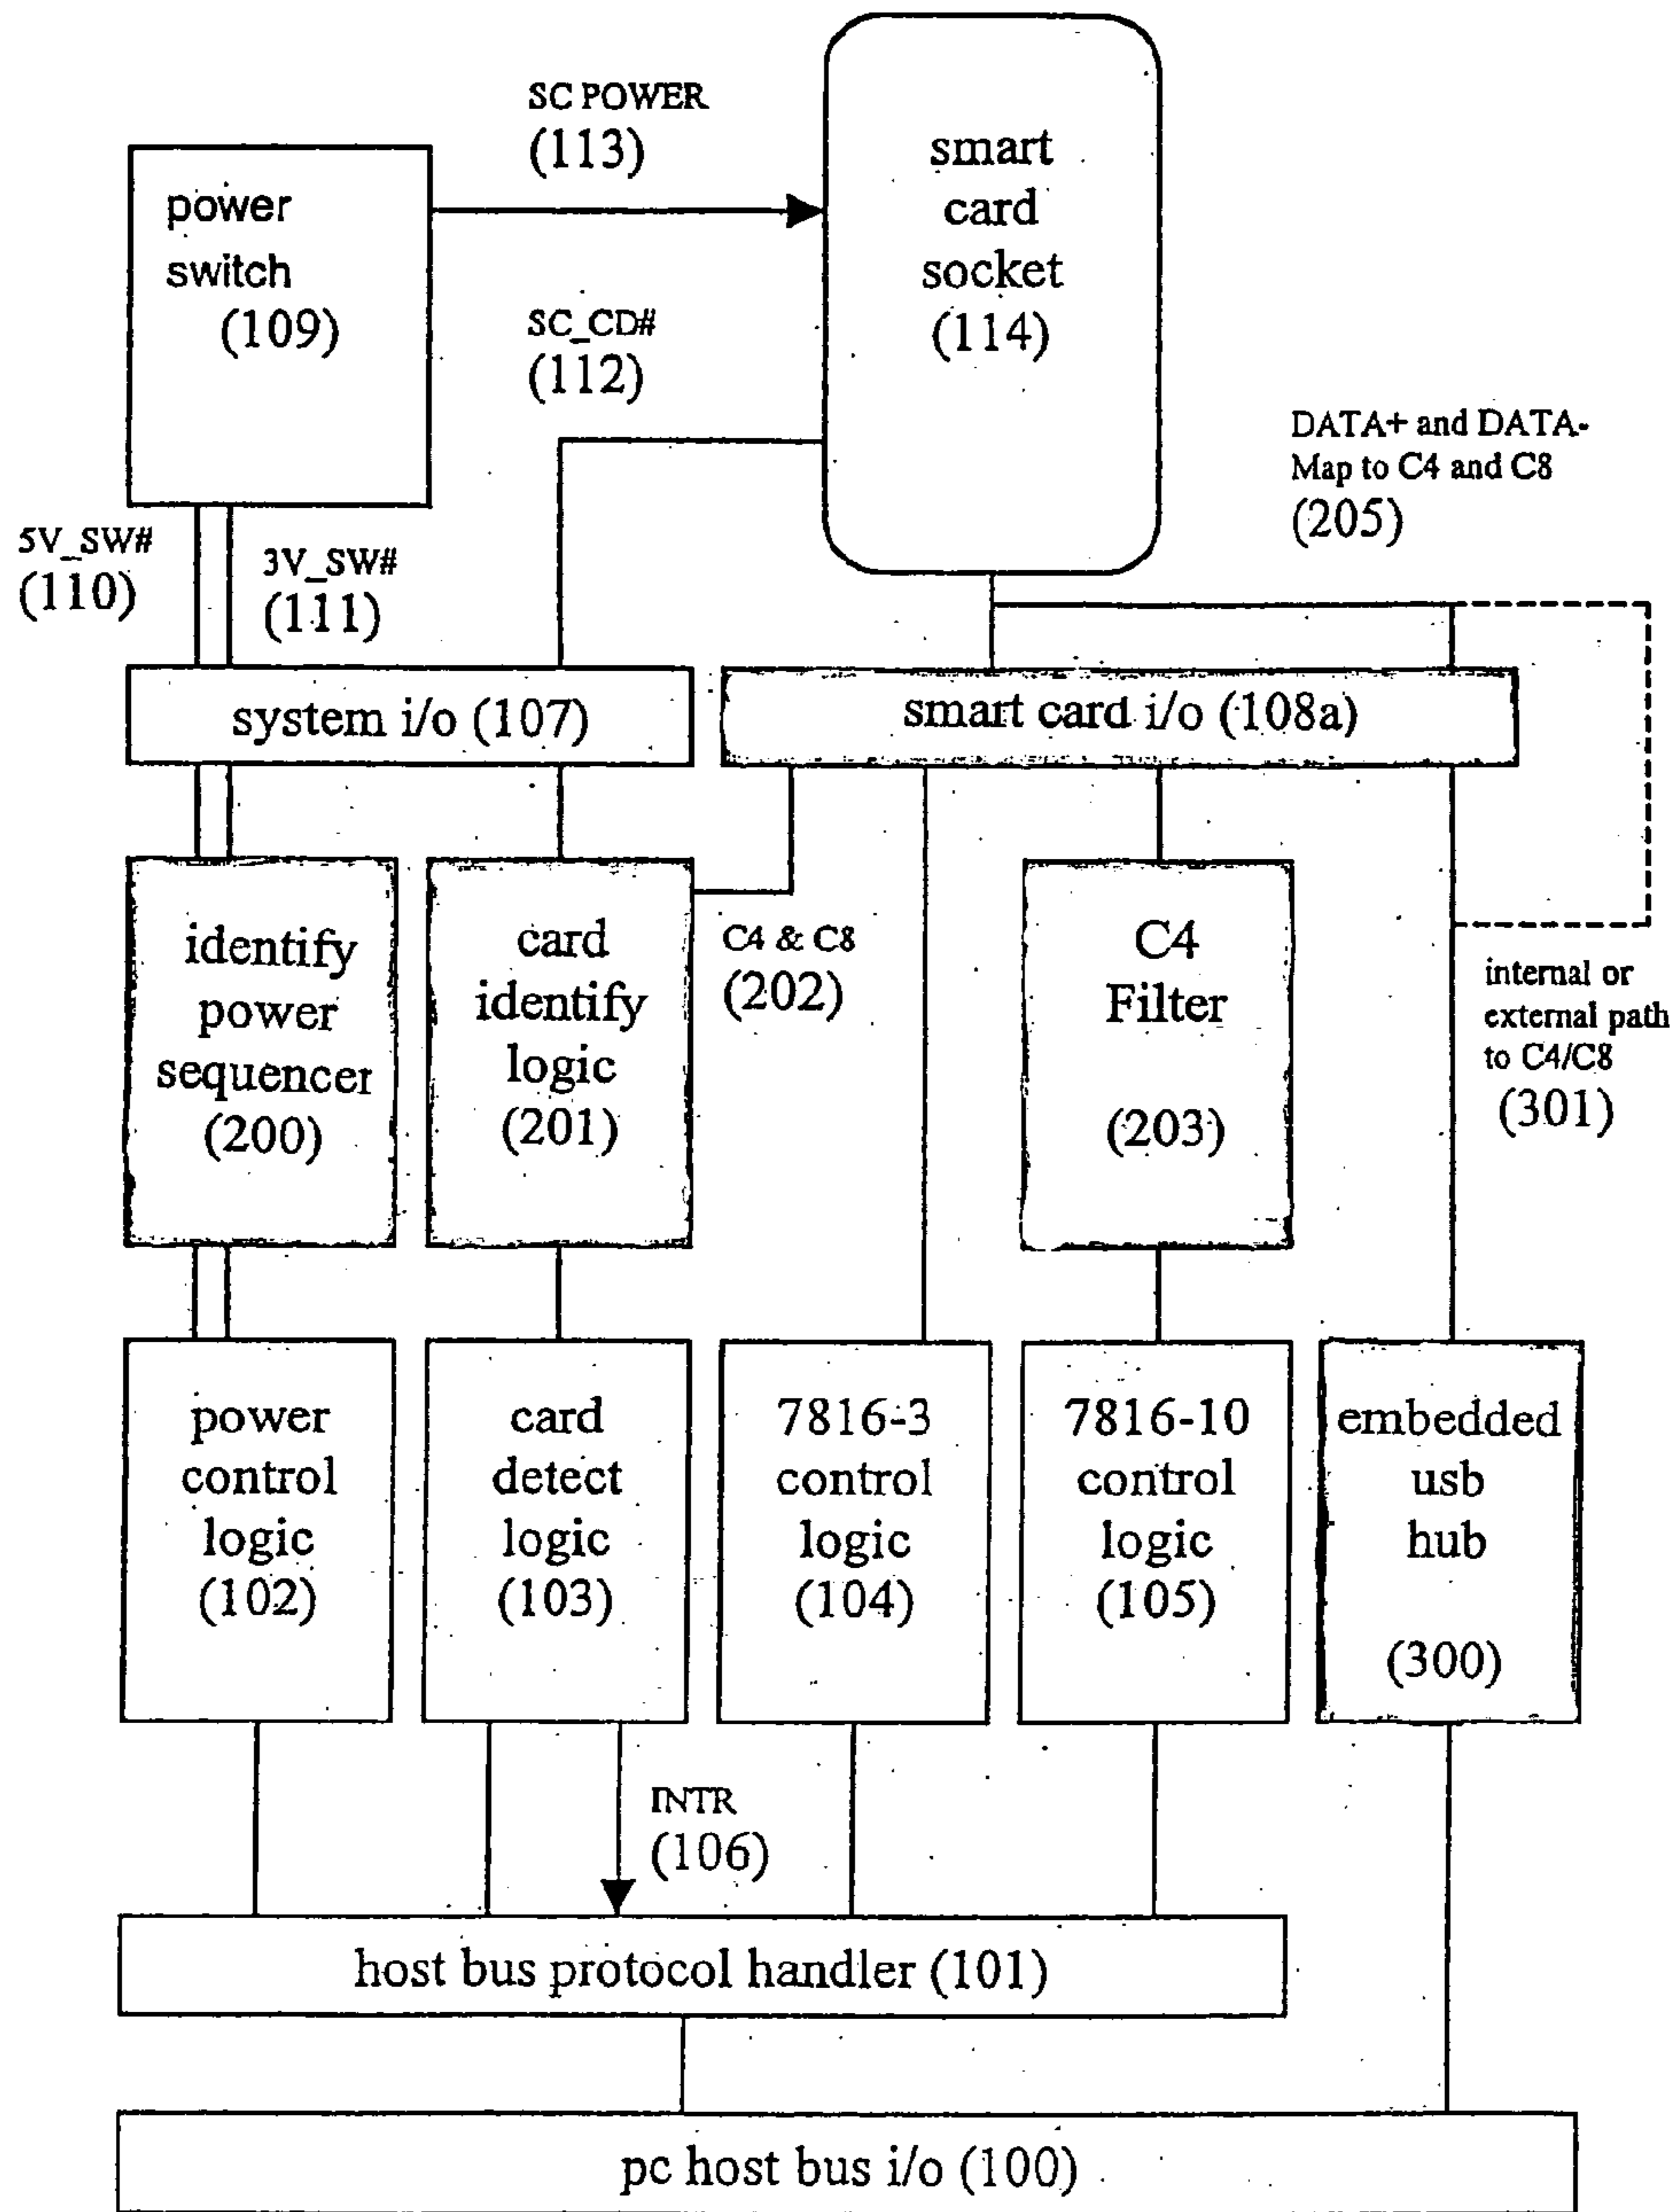 SC POWER
(113)
power
switch
(109)
smart
card
socket
(114)
SC_CD#
(112)
DATA+ and DATA-
Map to C4 and C8
(205)
5V_SW#
(110)
3V_SW#
(111)
system i/o (107)
smart card i/o (108a)
identify
power
sequencer
(200)
card
identify
logic
(201)
C4 & C8
(202)
C4
Filter
(203)
internal or
external path
to C4/C8
(301)
power
control
logic
(102)
card
detect
logic
(103)
7816-3
control
logic
(104)
7816-10
control
logic
(105)
embedded
usb
hub
(300)
INTR
(106)
host bus protocol handler (101)
pc host bus i/o (100)